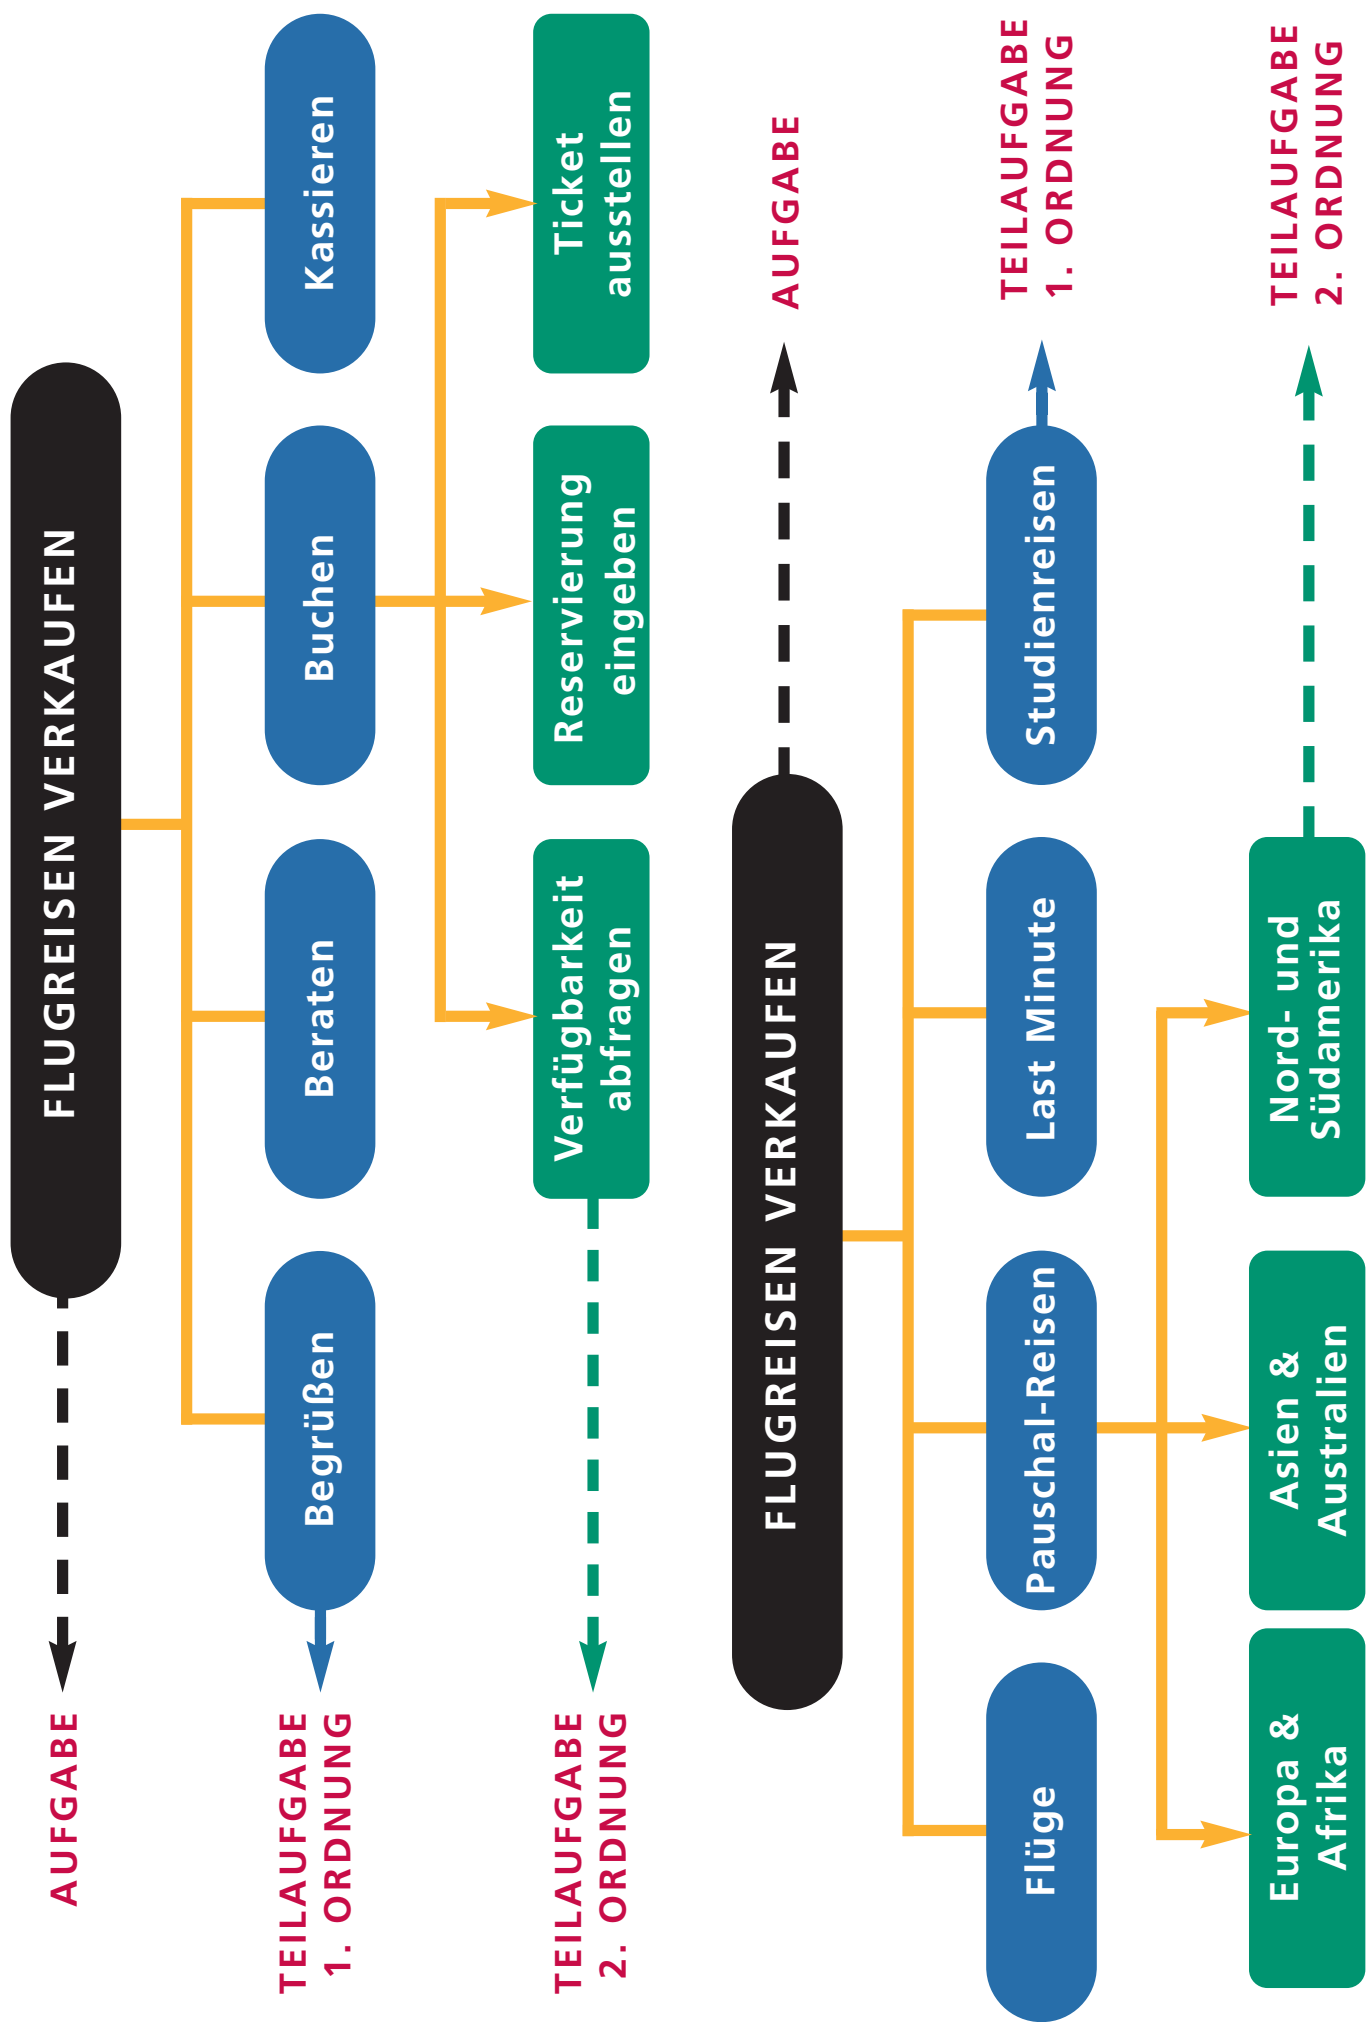 FLUGREISEN VERKAUFEN
AUFGABE
Begrüßen
Beraten
Buchen
Kassieren
TEILAUFGABE
1. ORDNUNG
Verfügbarkeit
abfragen
Reservierung
eingeben
Ticket
ausstellen
TEILAUFGABE
2. ORDNUNG
FLUGREISEN VERKAUFEN
AUFGABE
Flüge
Pauschal-Reisen
Last Minute
Studienreisen
TEILAUFGABE
1. ORDNUNG
Europa &
Afrika
Asien &
Australien
Nord- und
Südamerika
TEILAUFGABE
2. ORDNUNG